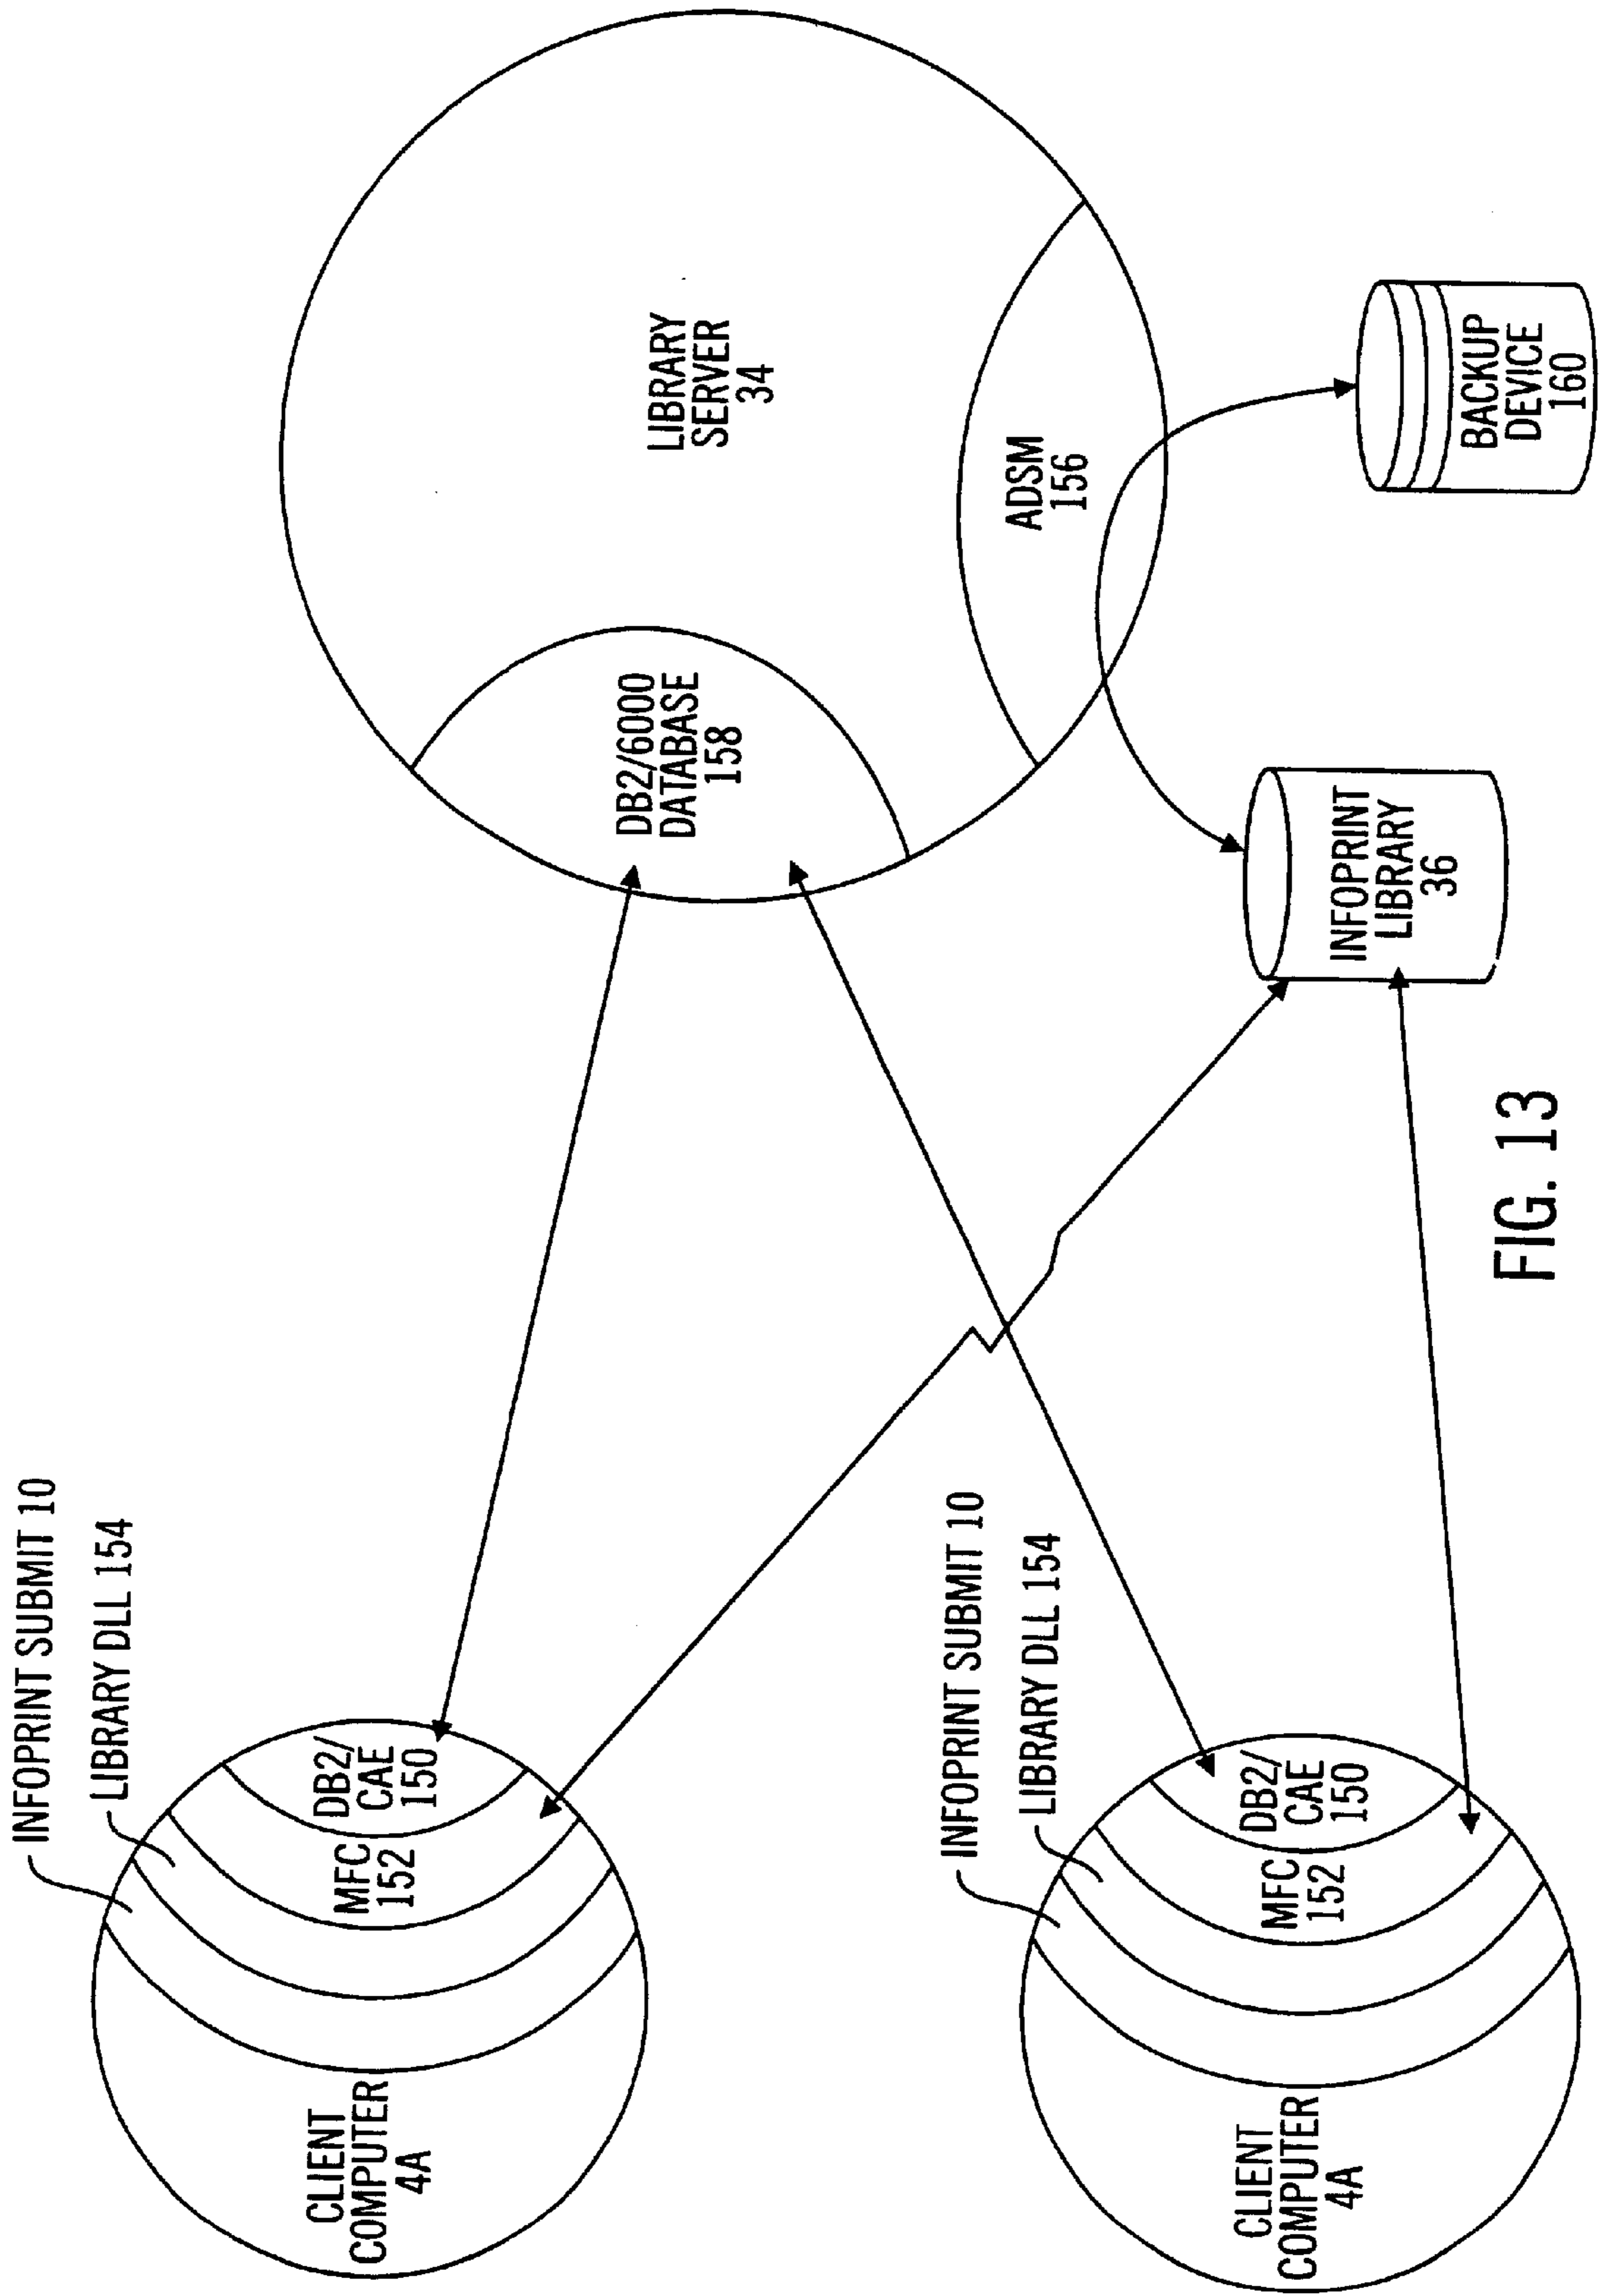 INFOPRINT SUBMIT 10
LIBRARY DLL 154
CLIENT
COMPUTER
4A
MFC
152
DB2/
CAE
150
DB2/6000
DATABASE
158
LIBRARY
SERVER
34
ADSM
156
INFOPRINT SUBMIT 10
LIBRARY DLL 154
CLIENT
COMPUTER
4A
MFC
152
DB2/
CAE
150
INFOPRINT
LIBRARY
36
BACKUP
DEVICE
160
FIG. 13